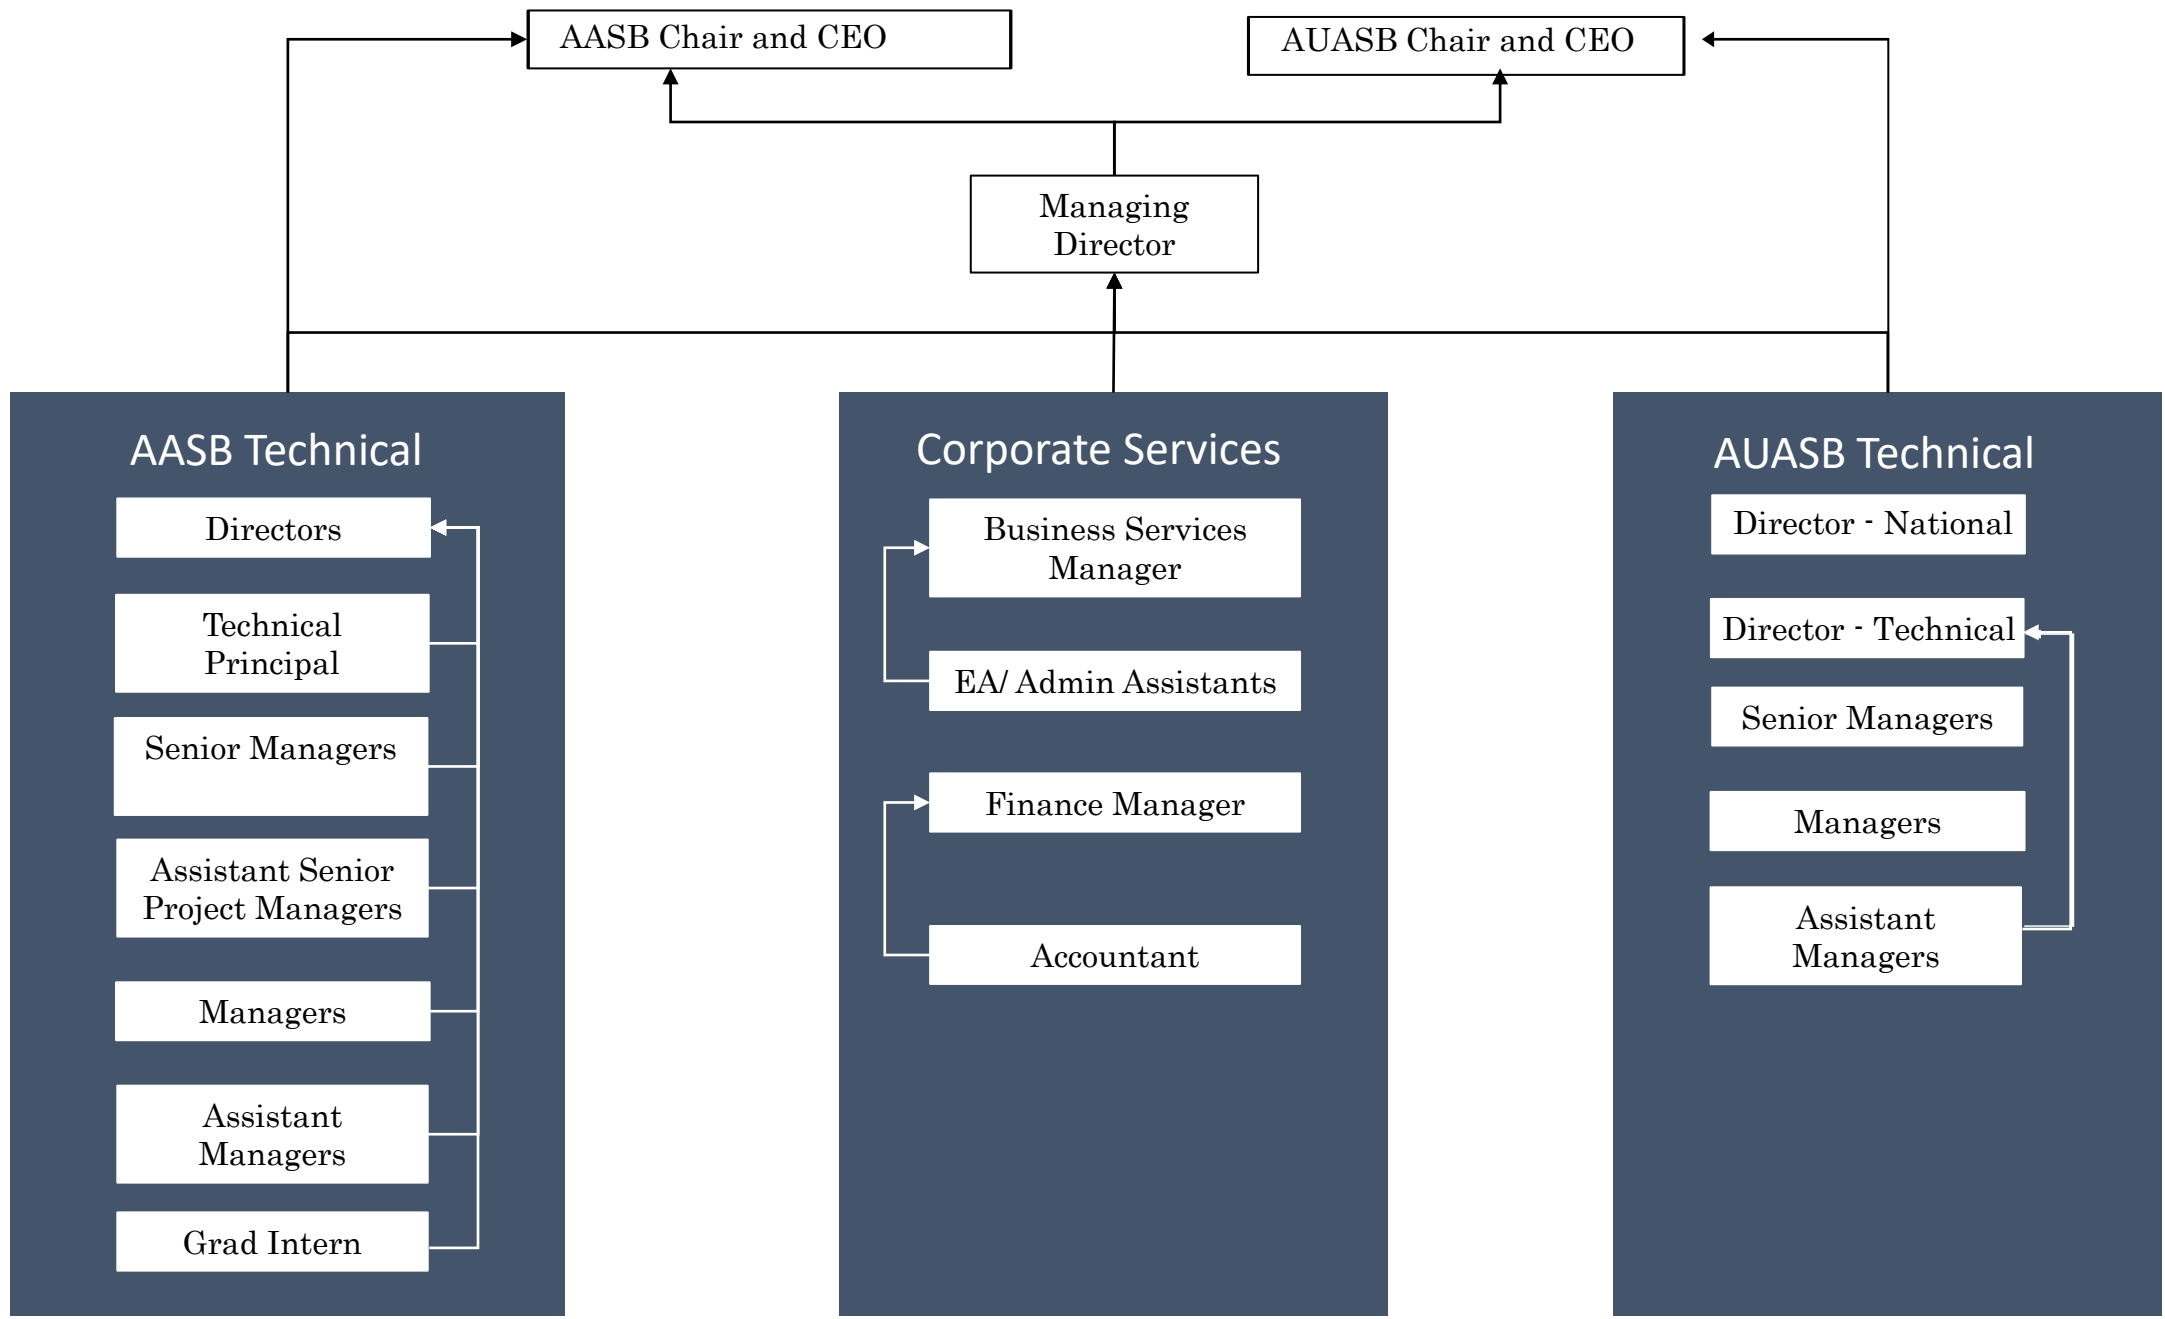 AASB Chair and CEO
AUASB Chair and CEO
Managing
Director
AASB Technical
Directors
Technical
Principal
Senior Managers
Assistant Senior
Project Managers
Managers
Assistant
Managers
Grad Intern
Corporate Services
Business Services
Manager
EA/ Admin Assistants
Finance Manager
Accountant
AUASB Technical
Director - National
Director - Technical
Senior Managers
Managers
Assistant
Managers